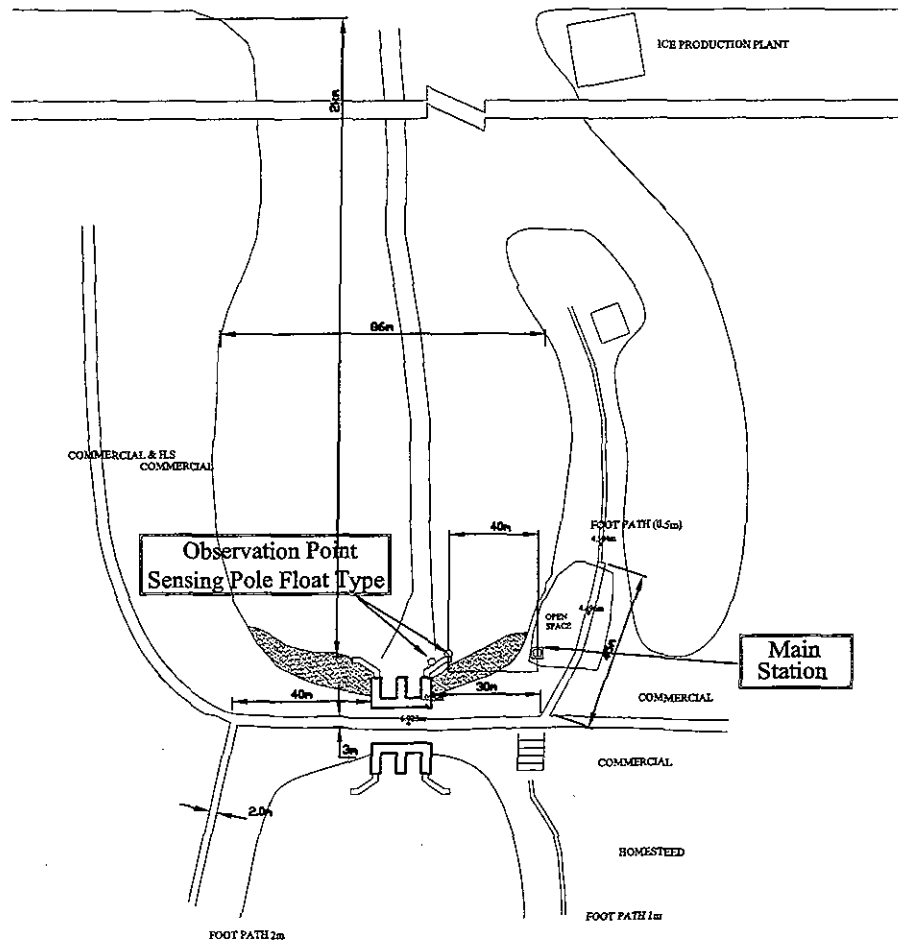 ICE PRODUCTION PLANT
2km
86m
COMMERCIAL & H.S
COMMERCIAL
40m
FOOT PATH (0.5m)
Observation Point
Sensing Pole Float Type
OPEN
SPACE
Main
Station
40m
30m
COMMERCIAL
3m
COMMERCIAL
2.0m
HOMESTEED
FOOT PATH 1m
FOOT PATH 2m